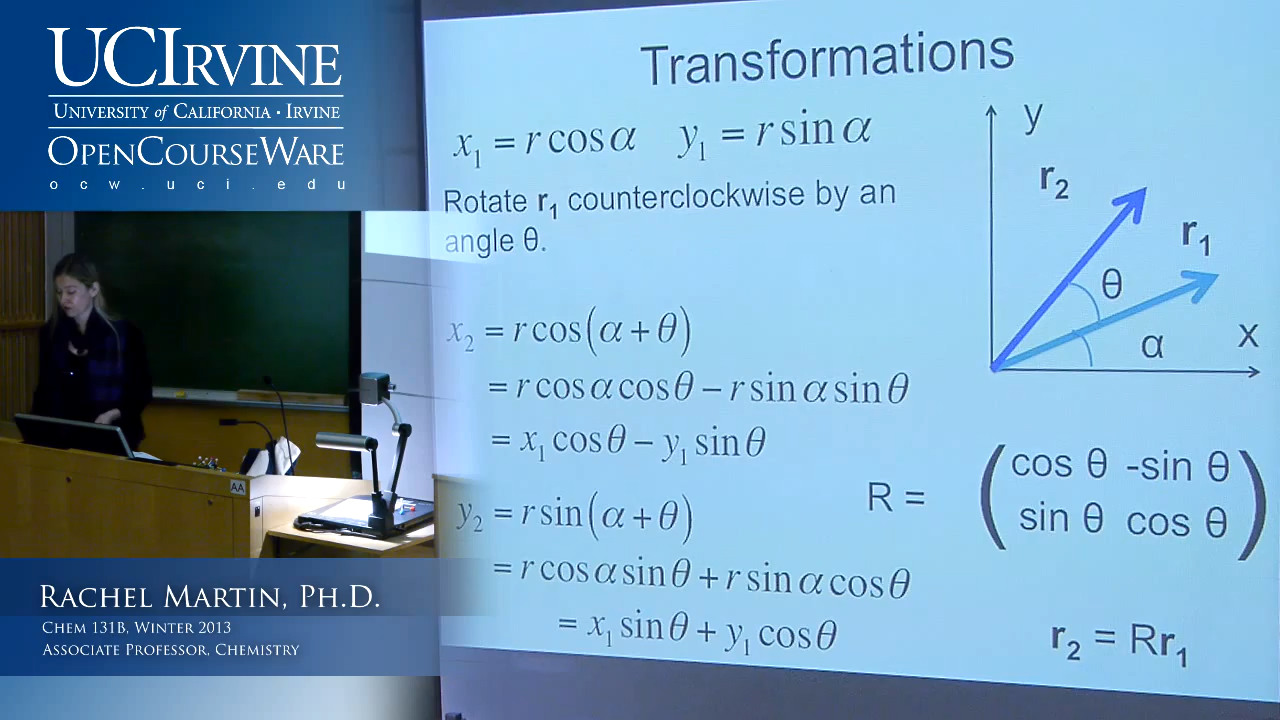 UCIRVINE
UNIVERSITY of CALIFORNIA · IRVINE
OPENCOURSEWARE
ocw.uci.edu
Transformations
x₁ = r cos α   y₁ = r sin α
Rotate r₁ counterclockwise by an
angle θ.
x₂ = r cos(α + θ)
= r cos α cos θ − r sin α sin θ
= x₁ cos θ − y₁ sin θ
y₂ = r sin(α + θ)
= r cos α sin θ + r sin α cos θ
= x₁ sin θ + y₁ cos θ
y
r₂
r₁
θ
α
x
R =
cos θ -sin θ
sin θ cos θ
r₂ = Rr₁
AA
RACHEL MARTIN, PH.D.
CHEM 131B, WINTER 2013
ASSOCIATE PROFESSOR, CHEMISTRY